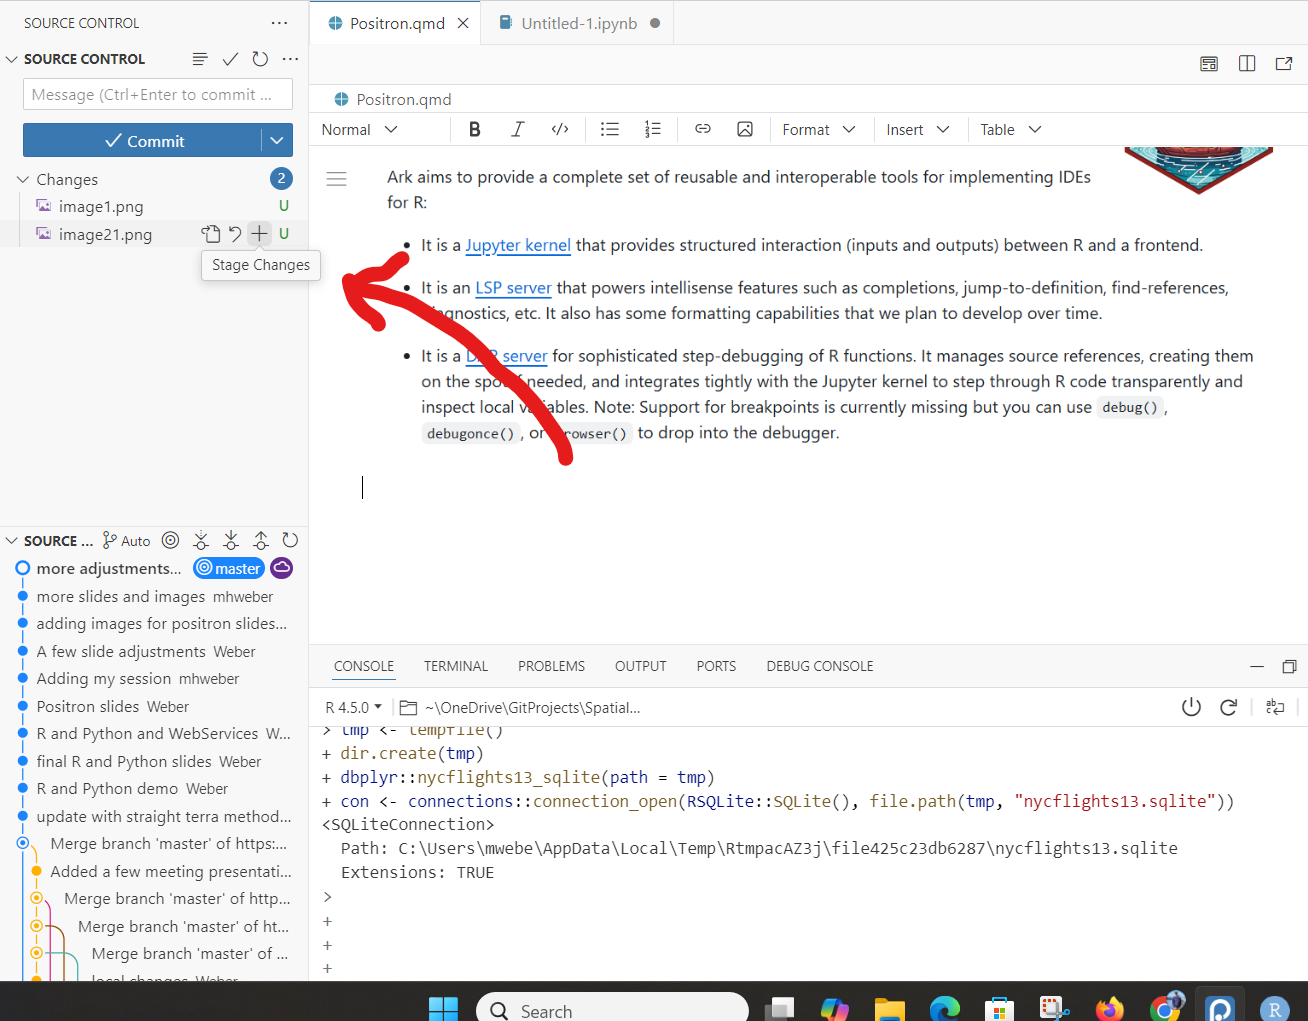 SOURCE CONTROL
SOURCE CONTROL
Message (Ctrl+Enter to commit ...
Commit
Changes 2
image1.png U
image21.png U
Stage Changes
SOURCE ... Auto
more adjustments... master
more slides and images mhweber
adding images for positron slides...
A few slide adjustments Weber
Adding my session mhweber
Positron slides Weber
R and Python and WebServices W...
final R and Python slides Weber
R and Python demo Weber
update with straight terra method...
Merge branch 'master' of https:...
Added a few meeting presentati...
Merge branch 'master' of http...
Merge branch 'master' of ht...
Merge branch 'master' of ...
local changes Weber
Positron.qmd
Untitled-1.ipynb
Positron.qmd
Normal B I </> Format Insert Table
Ark aims to provide a complete set of reusable and interoperable tools for implementing IDEs
for R:
It is a Jupyter kernel that provides structured interaction (inputs and outputs) between R and a frontend.
It is an LSP server that powers intellisense features such as completions, jump-to-definition, find-references,
diagnostics, etc. It also has some formatting capabilities that we plan to develop over time.
It is a DAP server for sophisticated step-debugging of R functions. It manages source references, creating them
on the spot if needed, and integrates tightly with the Jupyter kernel to step through R code transparently and
inspect local variables. Note: Support for breakpoints is currently missing but you can use debug(),
debugonce(), or browser() to drop into the debugger.
CONSOLE TERMINAL PROBLEMS OUTPUT PORTS DEBUG CONSOLE
R 4.5.0 ~\OneDrive\GitProjects\Spatial...
> tmp <- tempfile()
+ dir.create(tmp)
+ dbplyr::nycflights13_sqlite(path = tmp)
+ con <- connections::connection_open(RSQLite::SQLite(), file.path(tmp, "nycflights13.sqlite"))
<SQLiteConnection>
Path: C:\Users\mwebe\AppData\Local\Temp\RtmpacAZ3j\file425c23db6287\nycflights13.sqlite
Extensions: TRUE
>
+
+
+
Search
R